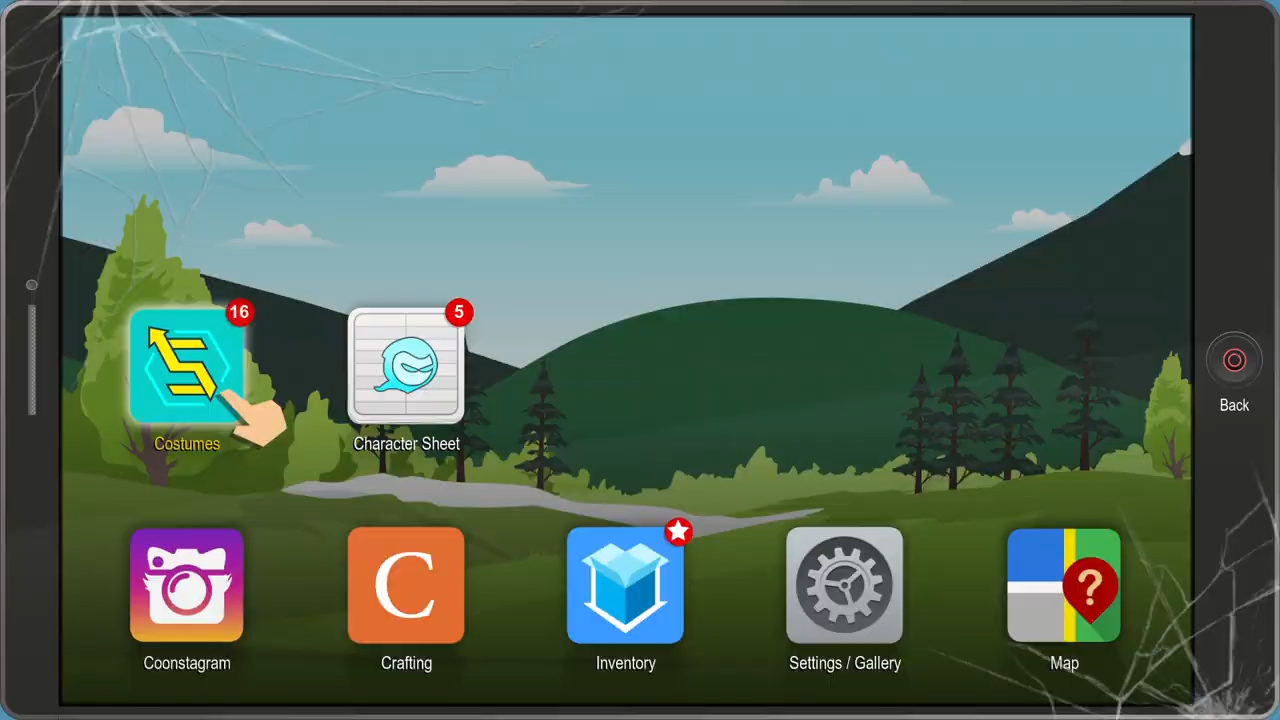 16
5
Costumes
Character Sheet
Back
C
?
Coonstagram
Crafting
Inventory
Settings / Gallery
Map